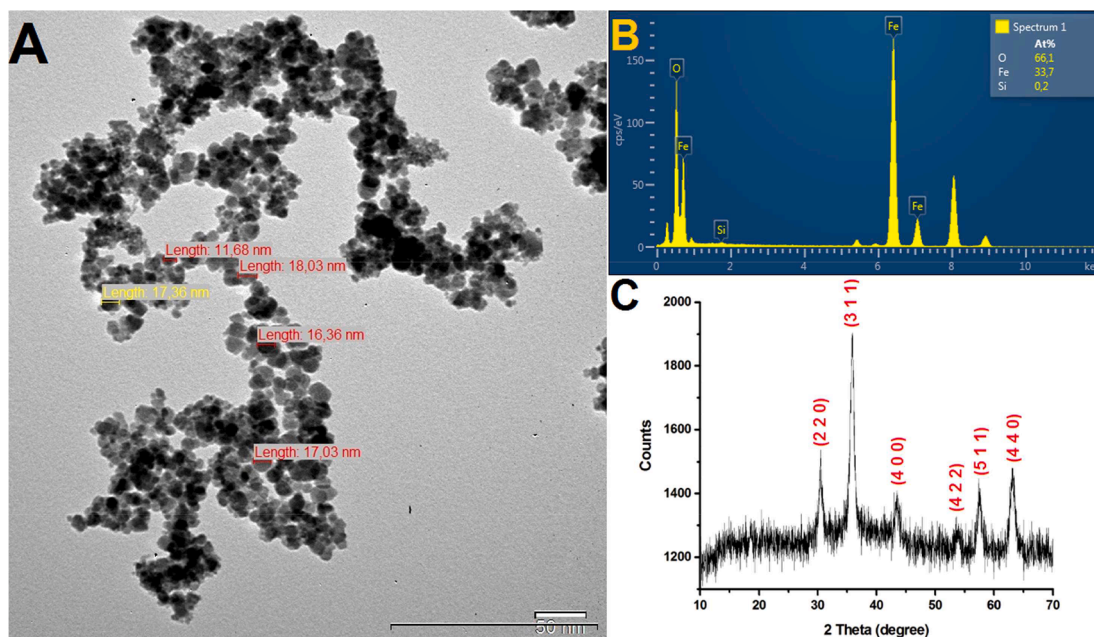 A
Length: 11,68 nm
Length: 18,03 nm
Length: 17,36 nm
Length: 16,36 nm
Length: 17,03 nm
50 nm
B
Spectrum 1
At%
O 66,1
Fe 33,7
Si 0,2
Fe
O
Fe
Si
Fe
cps/eV
150
100
50
0
0 2 4 6 8 10 ke
C
(2 2 0)
(3 1 1)
(4 0 0)
(4 2 2)
(5 1 1)
(4 4 0)
Counts
2000
1800
1600
1400
1200
10 20 30 40 50 60 70
2 Theta (degree)